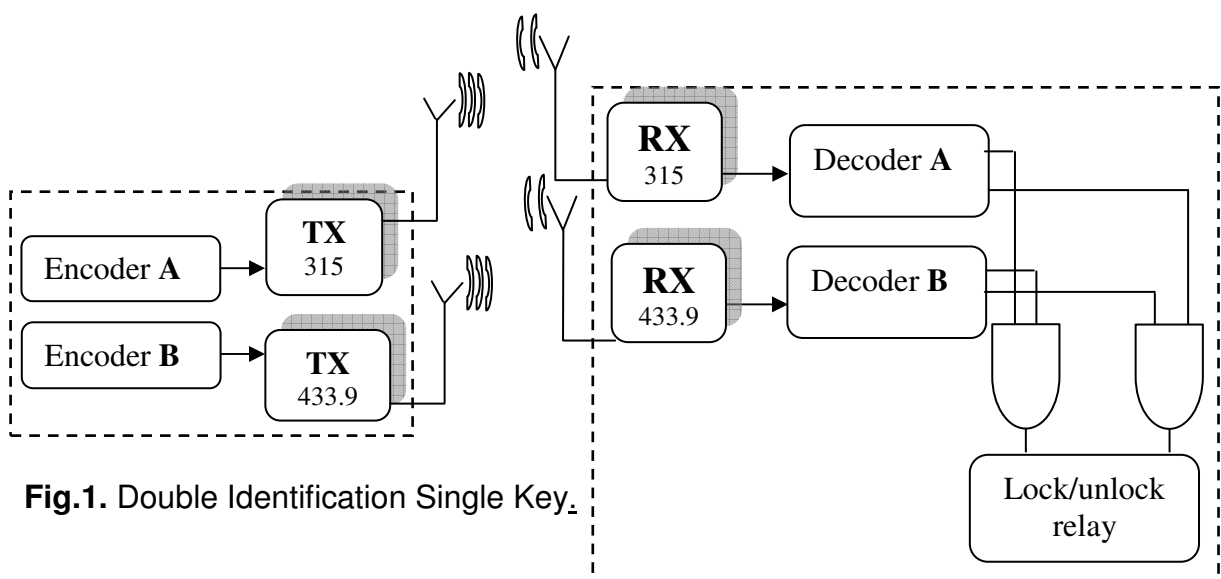 Encoder A
TX
315
Encoder B
TX
433.9
RX
315
Decoder A
RX
433.9
Decoder B
Lock/unlock
relay
Fig.1. Double Identification Single Key.